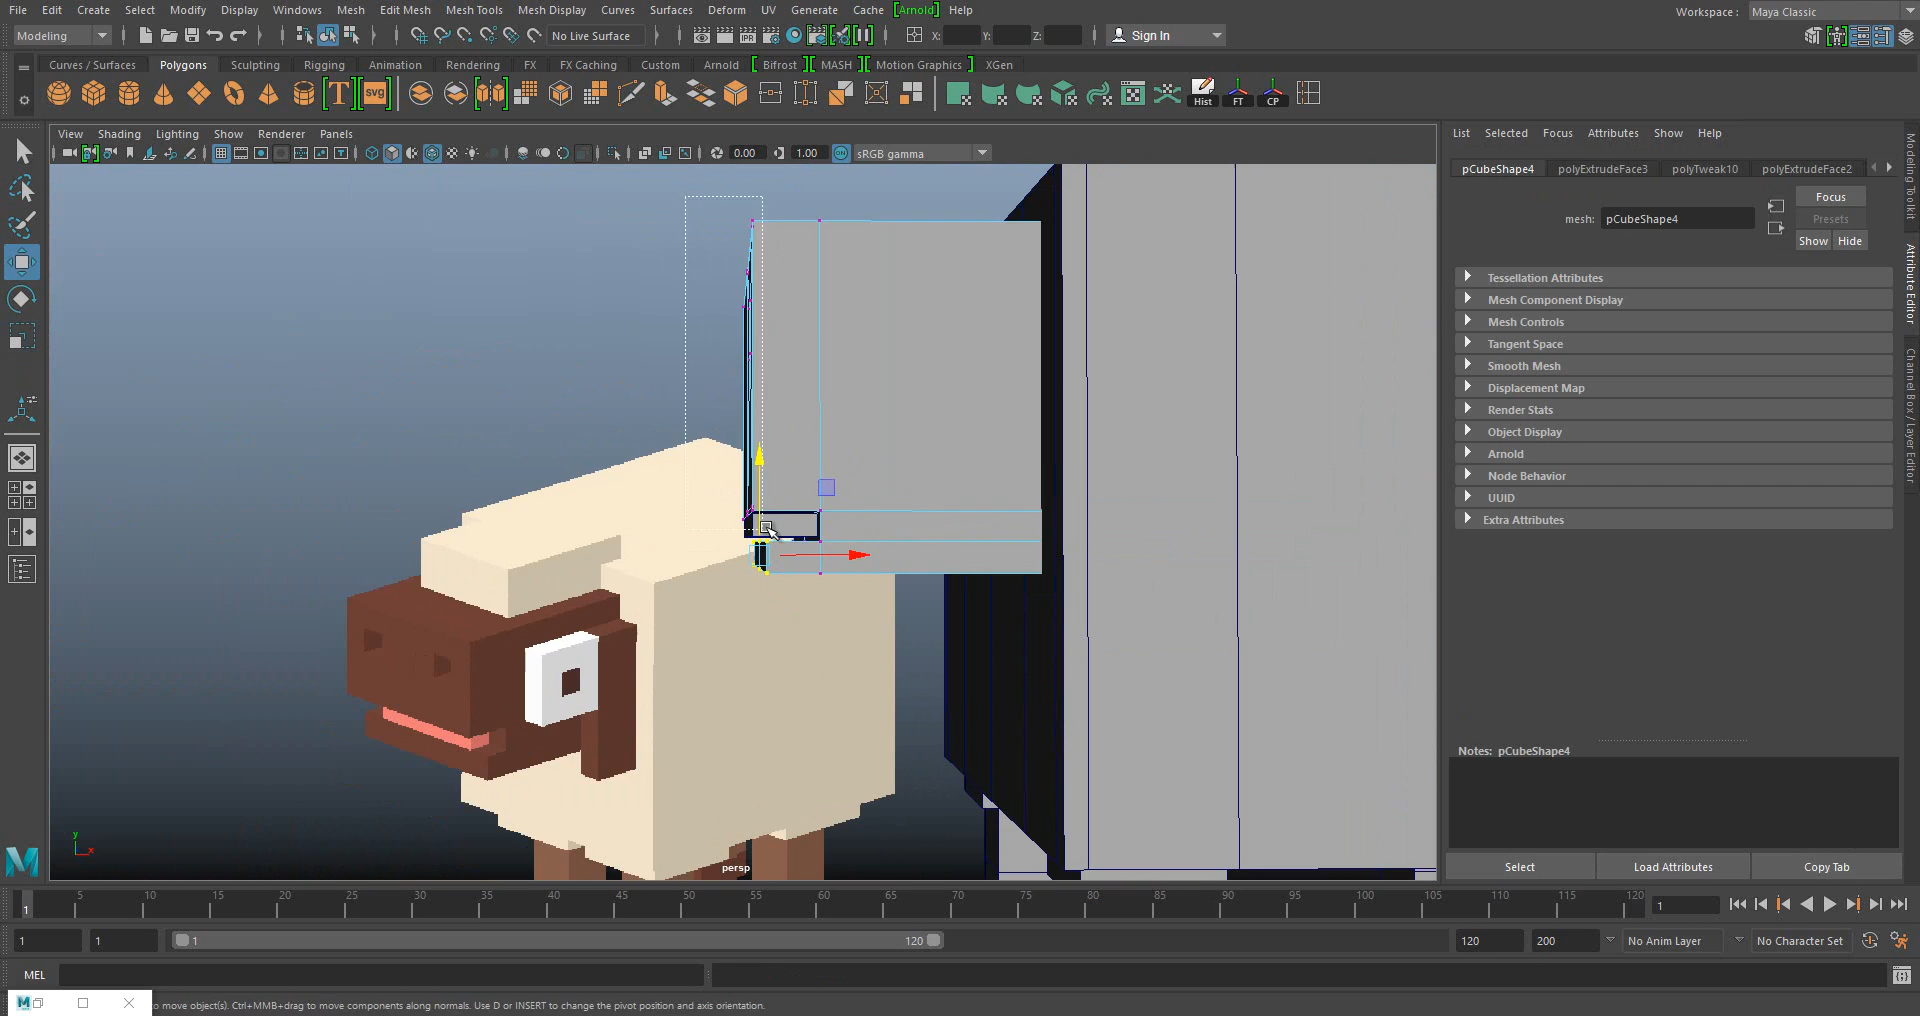 File Edit Create Select Modify Display Windows Mesh Edit Mesh Mesh Tools Mesh Display Curves Surfaces Deform UV Generate Cache [Arnold] Help
Workspace : Maya Classic
Modeling No Live Surface X: Y: Z: Sign In
Curves / Surfaces Polygons Sculpting Rigging Animation Rendering FX FX Caching Custom Arnold [ Bifrost ] [ MASH ] [ Motion Graphics ] XGen
T svg Hist FT CP
View Shading Lighting Show Renderer Panels
0.00 1.00 ON sRGB gamma
IPR
List Selected Focus Attributes Show Help
pCubeShape4 polyExtrudeFace3 polyTweak10 polyExtrudeFace2
mesh: pCubeShape4
Focus
Presets
Show Hide
Tessellation Attributes
Mesh Component Display
Mesh Controls
Tangent Space
Smooth Mesh
Displacement Map
Render Stats
Object Display
Arnold
Node Behavior
UUID
Extra Attributes
Modeling Toolkit
Attribute Editor
Channel Box / Layer Editor
Notes: pCubeShape4
Select Load Attributes Copy Tab
y
x
persp
5 10 15 20 25 30 35 40 45 50 55 60 65 70 75 80 85 90 95 100 105 110 115 120
1
1
1 1 1 120 120 200 No Anim Layer No Character Set
MEL
M to move object(s). Ctrl+MMB+drag to move components along normals. Use D or INSERT to change the pivot position and axis orientation.